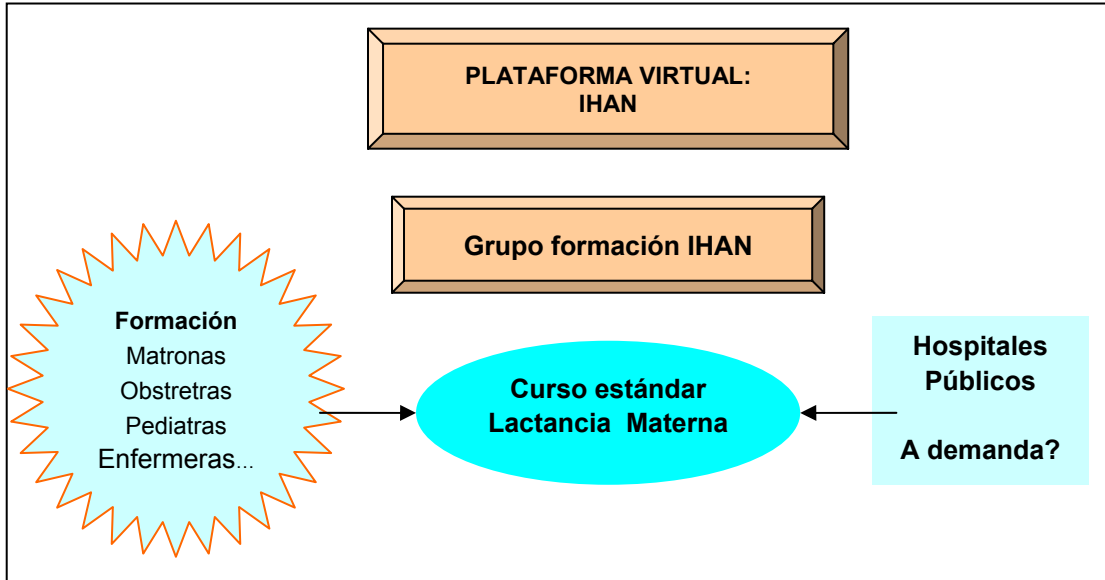 PLATAFORMA VIRTUAL:
IHAN
Grupo formación IHAN
Formación
Matronas
Obstretras
Pediatras
Enfermeras...
Curso estándar
Lactancia Materna
Hospitales
Públicos
A demanda?